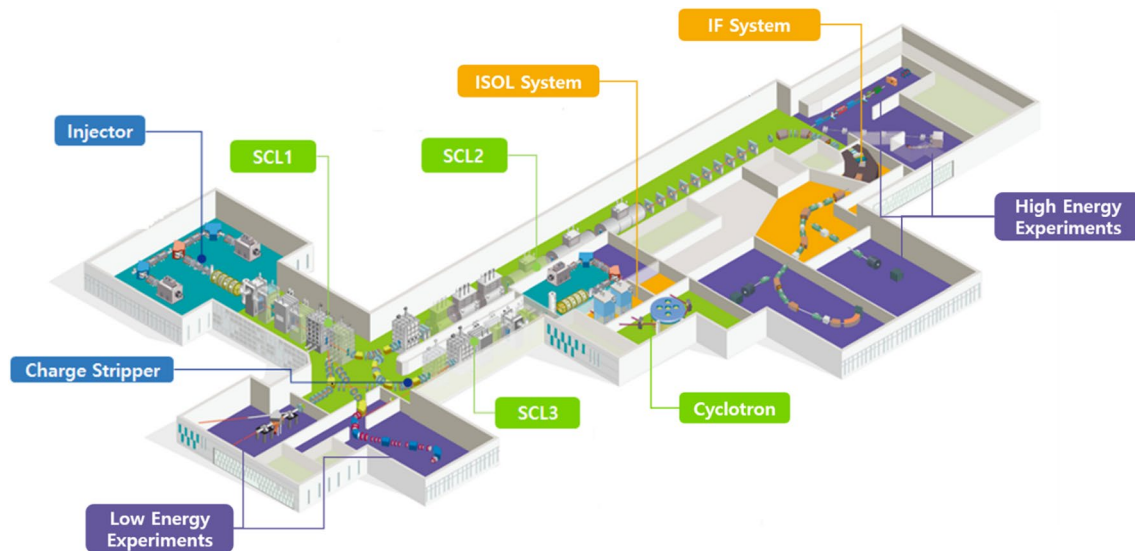 IF System
ISOL System
Injector
SCL1
SCL2
High Energy
Experiments
Charge Stripper
SCL3
Cyclotron
Low Energy
Experiments